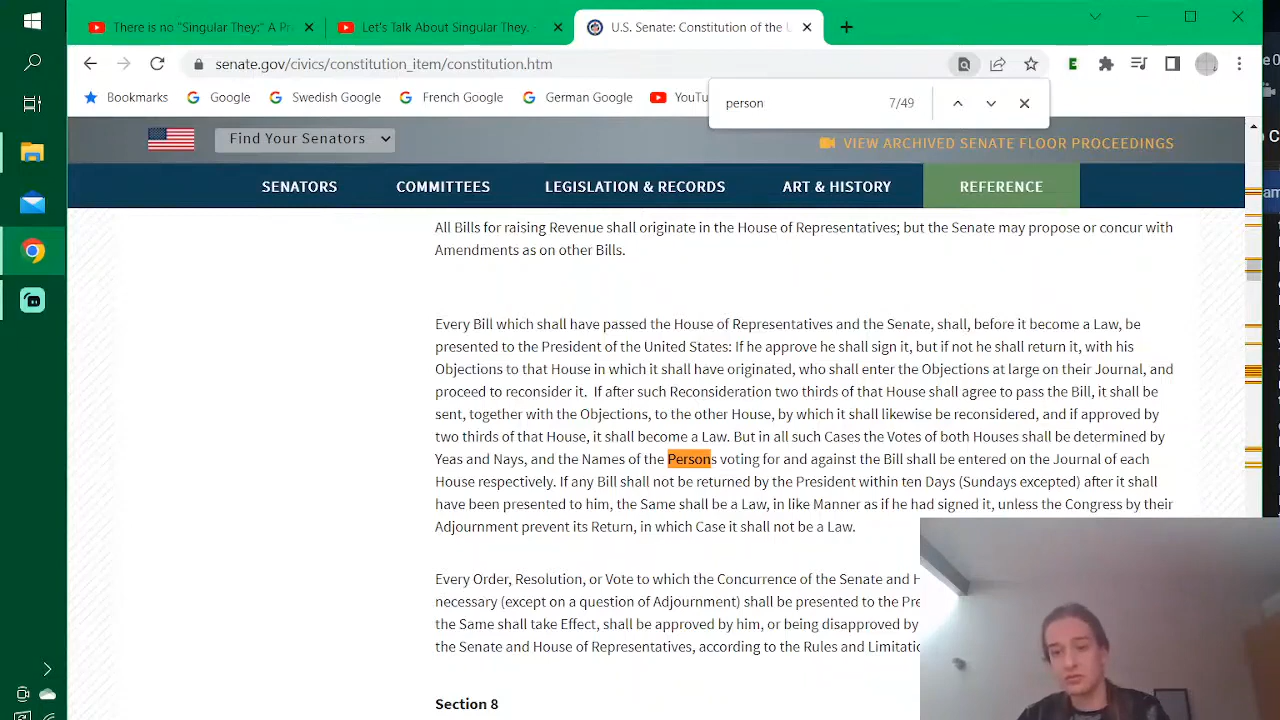 There is no "Singular They:" A Pr
Let's Talk About Singular They.
U.S. Senate: Constitution of the U
senate.gov/civics/constitution_item/constitution.htm
Bookmarks
Google
Swedish Google
French Google
German Google
YouTu
person
7/49
Find Your Senators
VIEW ARCHIVED SENATE FLOOR PROCEEDINGS
SENATORS
COMMITTEES
LEGISLATION & RECORDS
ART & HISTORY
REFERENCE
All Bills for raising Revenue shall originate in the House of Representatives; but the Senate may propose or concur with
Amendments as on other Bills.
Every Bill which shall have passed the House of Representatives and the Senate, shall, before it become a Law, be
presented to the President of the United States: If he approve he shall sign it, but if not he shall return it, with his
Objections to that House in which it shall have originated, who shall enter the Objections at large on their Journal, and
proceed to reconsider it. If after such Reconsideration two thirds of that House shall agree to pass the Bill, it shall be
sent, together with the Objections, to the other House, by which it shall likewise be reconsidered, and if approved by
two thirds of that House, it shall become a Law. But in all such Cases the Votes of both Houses shall be determined by
Yeas and Nays, and the Names of the Persons voting for and against the Bill shall be entered on the Journal of each
House respectively. If any Bill shall not be returned by the President within ten Days (Sundays excepted) after it shall
have been presented to him, the Same shall be a Law, in like Manner as if he had signed it, unless the Congress by their
Adjournment prevent its Return, in which Case it shall not be a Law.
Every Order, Resolution, or Vote to which the Concurrence of the Senate and H
necessary (except on a question of Adjournment) shall be presented to the Pre
the Same shall take Effect, shall be approved by him, or being disapproved by
the Senate and House of Representatives, according to the Rules and Limitatio
Section 8